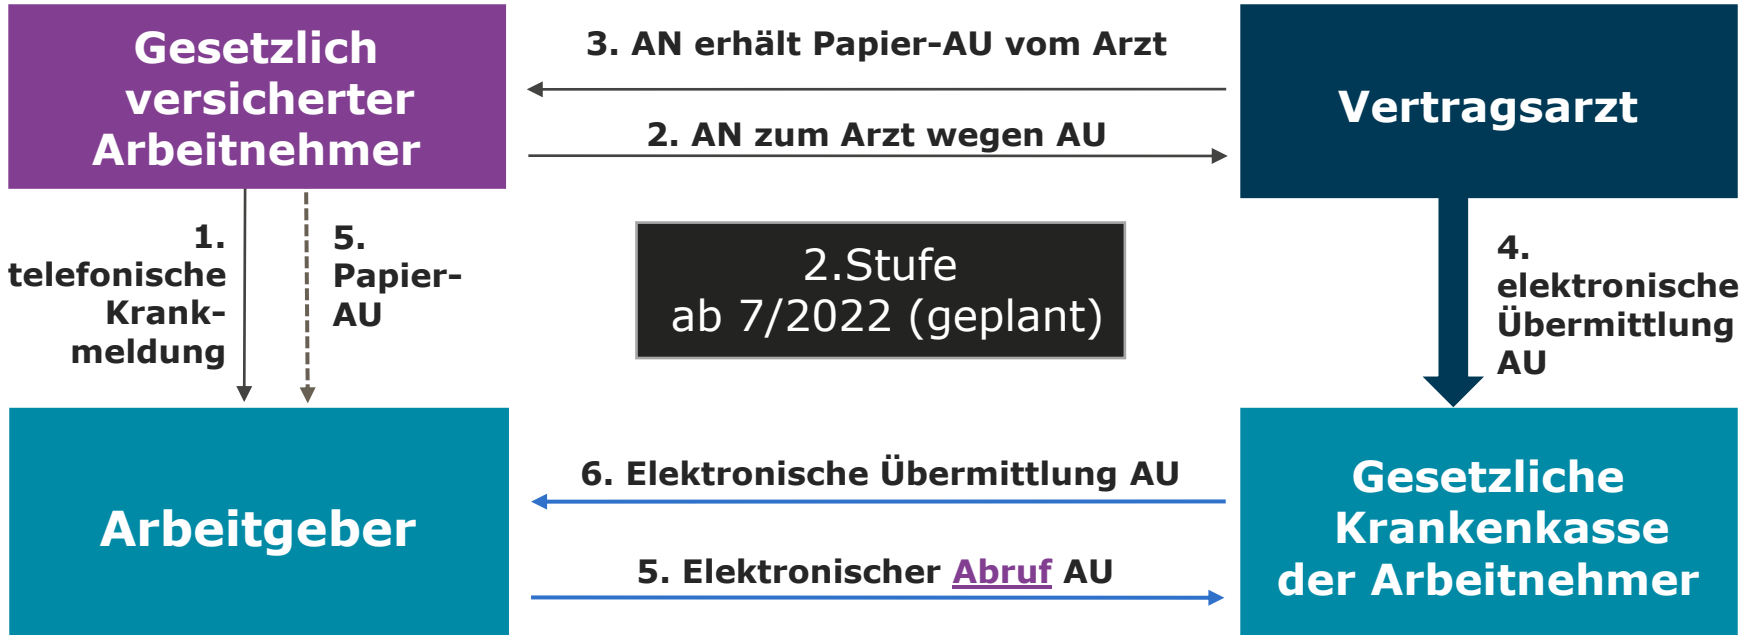 Gesetzlich
versicherter
Arbeitnehmer
3. AN erhält Papier-AU vom Arzt
2. AN zum Arzt wegen AU
Vertragsarzt
1.
telefonische
Krank-
meldung
5.
Papier-
AU
2.Stufe
ab 7/2022 (geplant)
4.
elektronische
Übermittlung
AU
Arbeitgeber
6. Elektronische Übermittlung AU
5. Elektronischer Abruf AU
Gesetzliche
Krankenkasse
der Arbeitnehmer